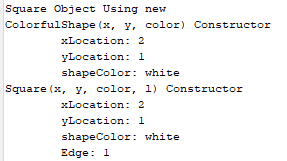 Square Object Using new
ColorfulShape(x, y, color) Constructor
xLocation: 2
yLocation: 1
shapeColor: white
Square(x, y, color, l) Constructor
xLocation: 2
yLocation: 1
shapeColor: white
Edge: 1